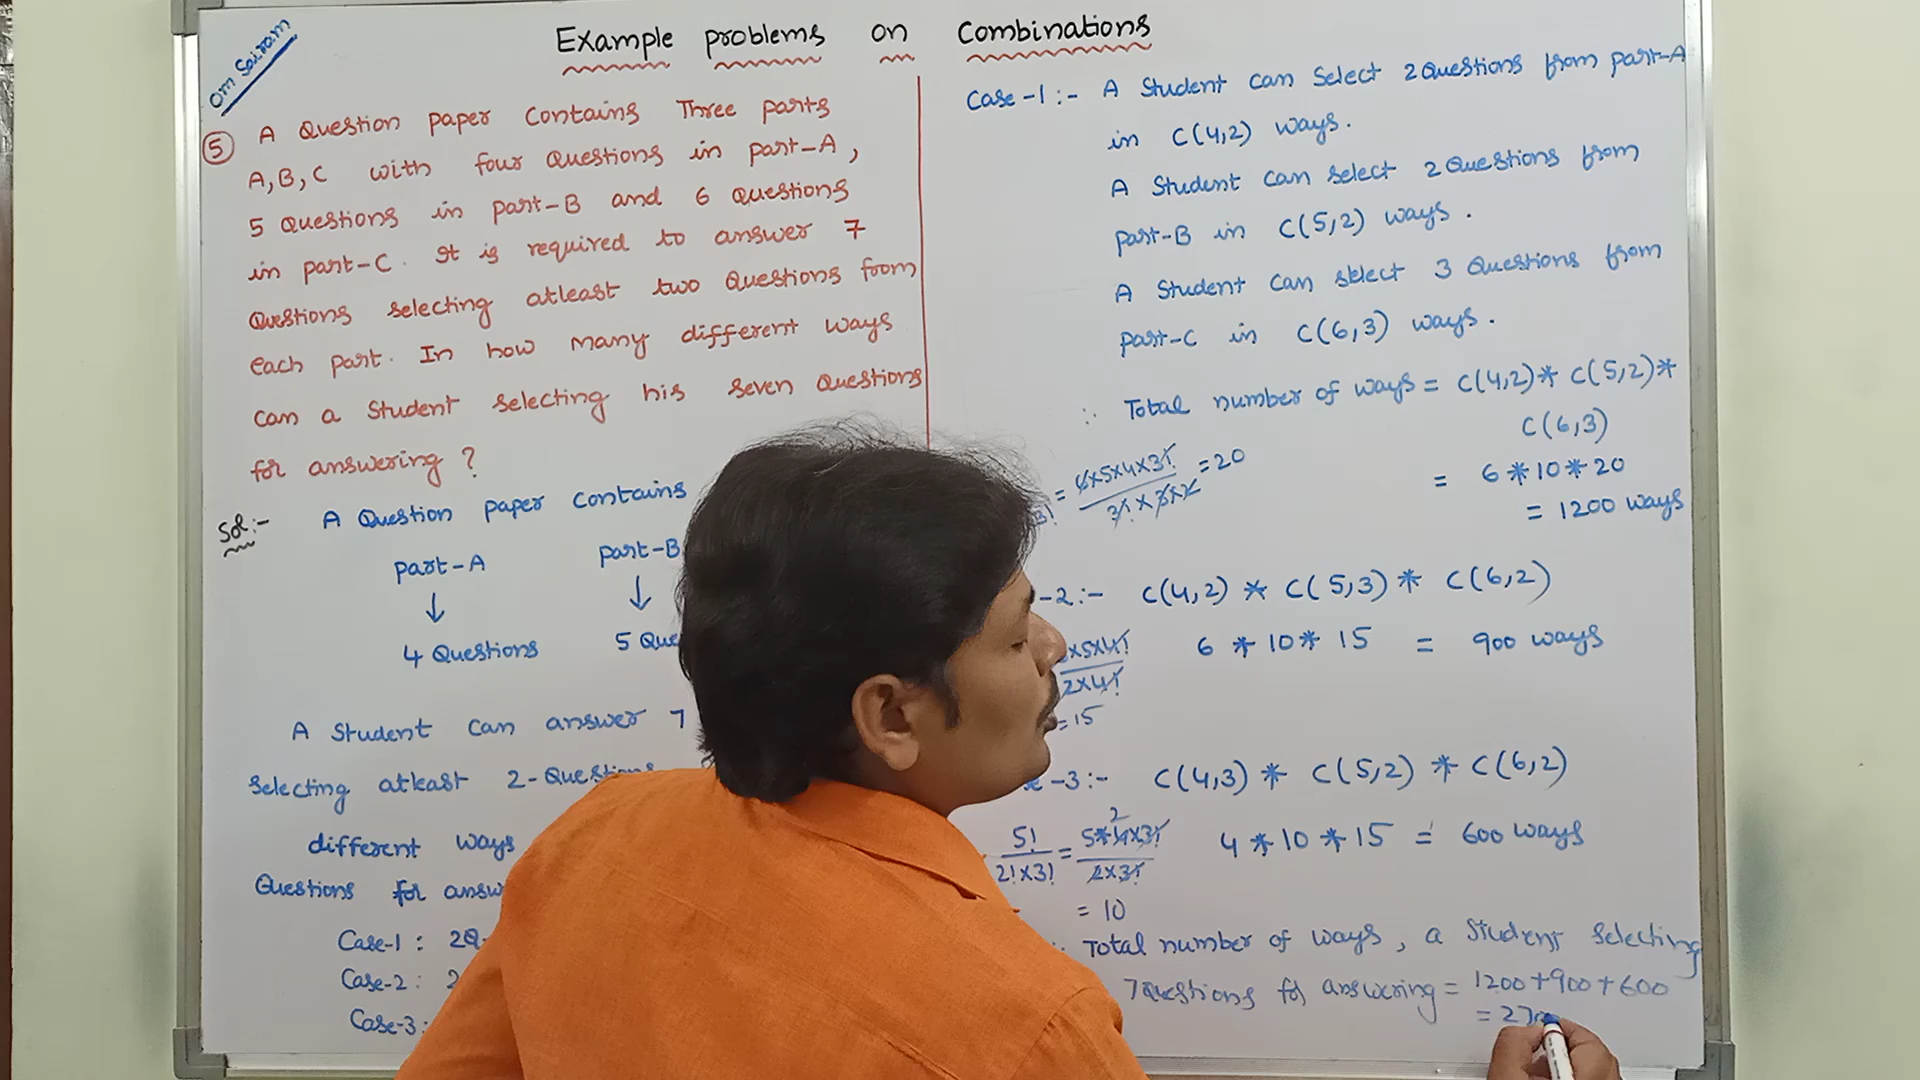 Om Sairam
Example problems on Combinations
5 A Question paper contains Three parts
A,B,C with four questions in part-A,
5 Questions in part-B and 6 questions
in part-C. It is required to answer 7
Questions selecting atleast two questions from
each part. In how many different ways
can a student selecting his seven Questions
for answering ?
Sol:- A Question paper contains
part-A part-B
↓ ↓
4 Questions 5 Que
A Student can answer 7
Selecting atleast 2-Questions
different ways
Questions for answ
Case-1 : 2Q
Case-2 : 2
Case-3 :
Case-1 :- A Student can Select 2 Questions from part-A
in C(4,2) ways.
A Student can select 2 Questions from
part-B in C(5,2) ways.
A Student can select 3 Questions from
part-C in C(6,3) ways.
∴ Total number of ways = C(4,2)* C(5,2)*
C(6,3)
3! = 6×5×4×3!/3!×3×2 = 20
= 6*10*20
= 1200 ways
-2:- C(4,2) * C(5,3) * C(6,2)
×5×4!/2×4! 6 * 10 * 15 = 900 ways
=15
-3:- C(4,3) * C(5,2) * C(6,2)
5!/2!×3! = 5*4×3!/2×3! 2 4 * 10 * 15 = 600 ways
= 10
∴ Total number of ways, a Student Selecting
7 Questions for answering = 1200+900+600
= 27